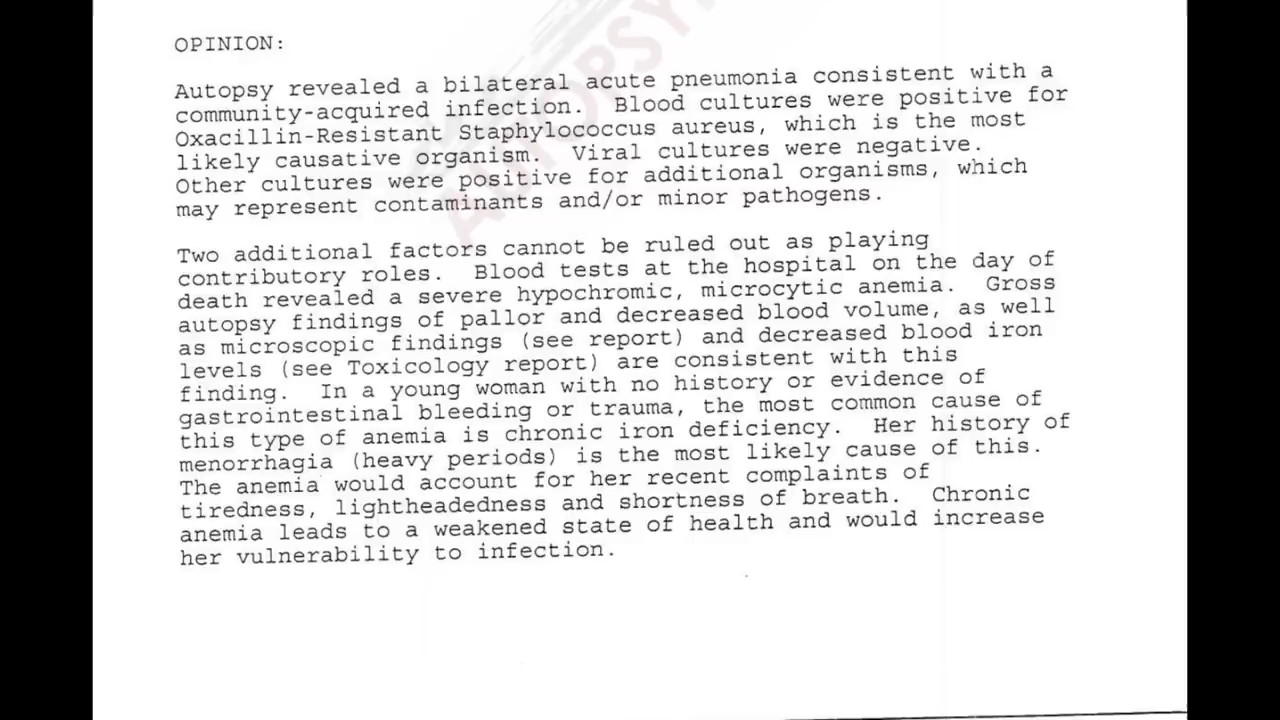 OPINION:
Autopsy revealed a bilateral acute pneumonia consistent with a
community-acquired infection. Blood cultures were positive for
Oxacillin-Resistant Staphylococcus aureus, which is the most
likely causative organism. Viral cultures were negative.
Other cultures were positive for additional organisms, which
may represent contaminants and/or minor pathogens.
Two additional factors cannot be ruled out as playing
contributory roles. Blood tests at the hospital on the day of
death revealed a severe hypochromic, microcytic anemia. Gross
autopsy findings of pallor and decreased blood volume, as well
as microscopic findings (see report) and decreased blood iron
levels (see Toxicology report) are consistent with this
finding. In a young woman with no history or evidence of
gastrointestinal bleeding or trauma, the most common cause of
this type of anemia is chronic iron deficiency. Her history of
menorrhagia (heavy periods) is the most likely cause of this.
The anemia would account for her recent complaints of
tiredness, lightheadedness and shortness of breath. Chronic
anemia leads to a weakened state of health and would increase
her vulnerability to infection.
AUTOPSY